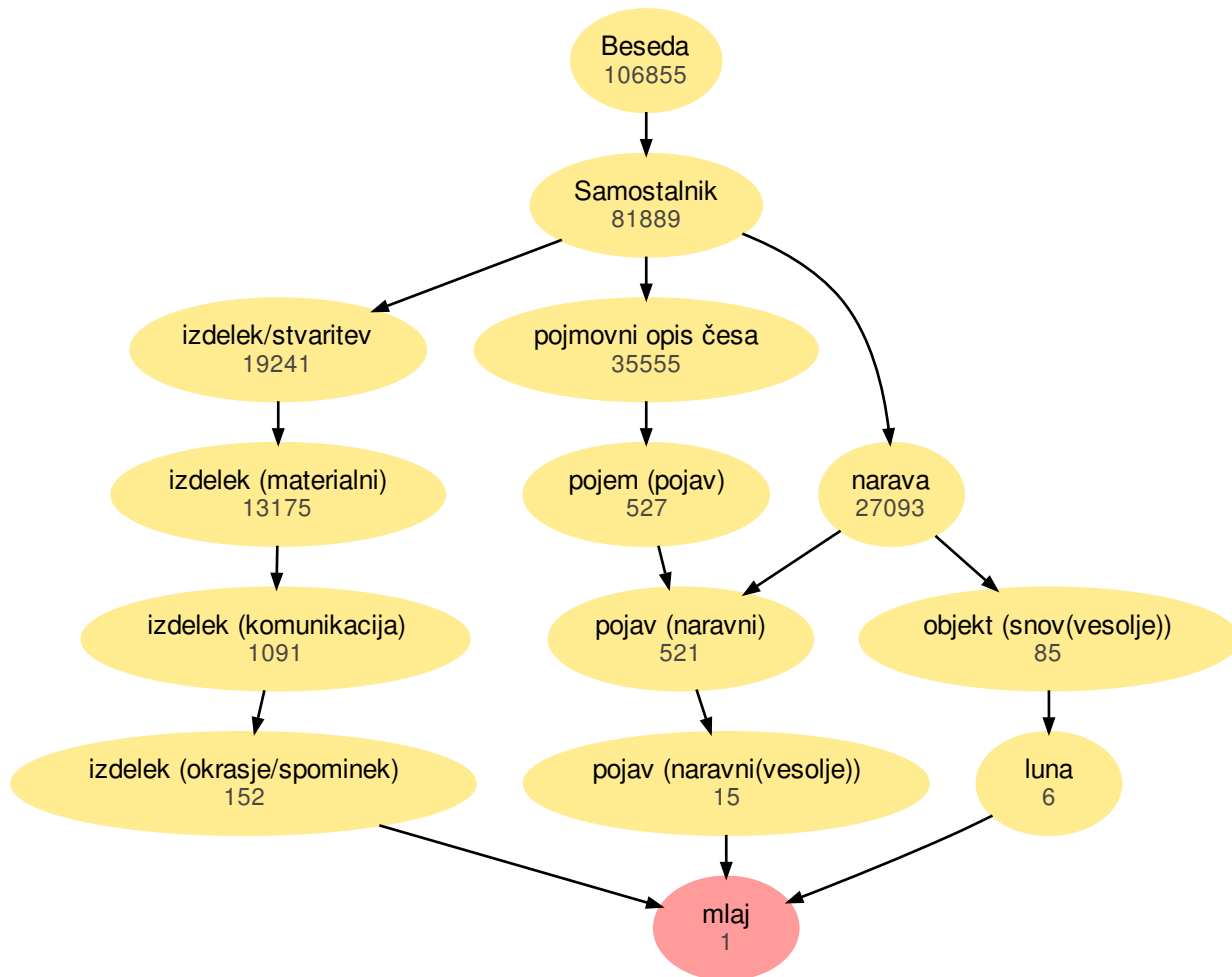 Beseda
106855
Samostalnik
81889
izdelek/stvaritev
19241
pojmovni opis česa
35555
izdelek (materialni)
13175
pojem (pojav)
527
narava
27093
izdelek (komunikacija)
1091
pojav (naravni)
521
objekt (snov(vesolje))
85
izdelek (okrasje/spominek)
152
pojav (naravni(vesolje))
15
luna
6
mlaj
1